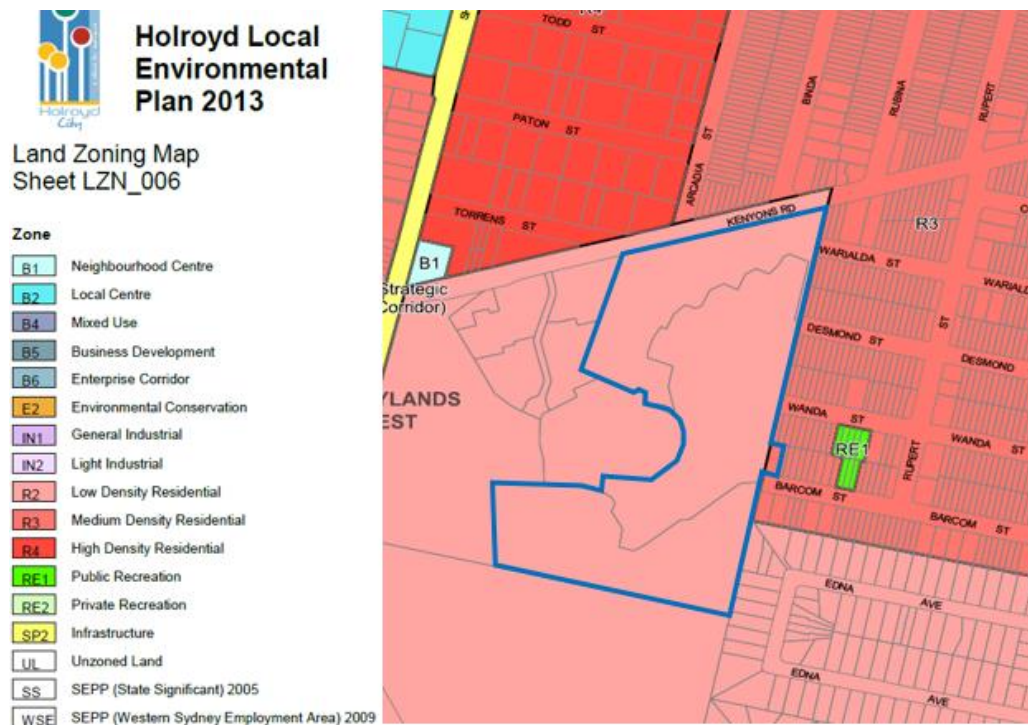 Holroyd
City
Holroyd Local
Environmental
Plan 2013
Land Zoning Map
Sheet LZN_006
Zone
B1 Neighbourhood Centre
B2 Local Centre
B4 Mixed Use
B5 Business Development
B6 Enterprise Corridor
E2 Environmental Conservation
IN1 General Industrial
IN2 Light Industrial
R2 Low Density Residential
R3 Medium Density Residential
R4 High Density Residential
RE1 Public Recreation
RE2 Private Recreation
SP2 Infrastructure
UL Unzoned Land
SS SEPP (State Significant) 2005
WSE SEPP (Western Sydney Employment Area) 2009
TODD ST
PATON ST
TORRENS ST
ARCADIA ST
BINDA
RUBINA
RUPERT
KENYONS RD
B1
Strategic
Corridor)
R3
WARIALDA ST
WARIALDA
ST
DESMOND ST
DESMOND
YLANDS
EST
WANDA ST
WANDA ST
RE1
RUPERT
BARCOM ST
BARCOM ST
EDNA AVE
EDNA AVE